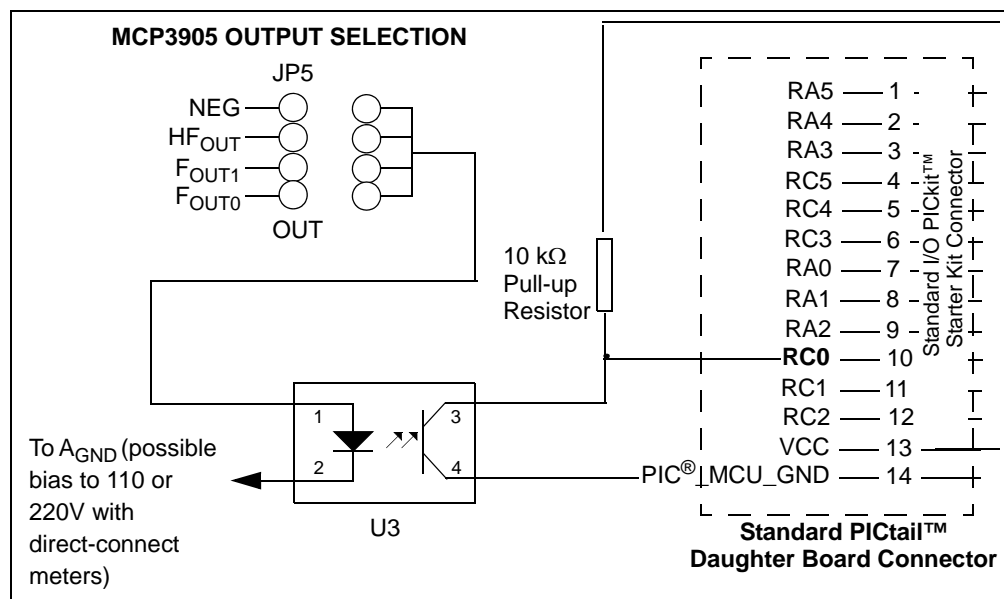 MCP3905 OUTPUT SELECTION
JP5
NEG
HFOUT
FOUT1
FOUT0
OUT
10 kΩ
Pull-up
Resistor
RA5 1
RA4 2
RA3 3
RC5 4
RC4 5
RC3 6
RA0 7
RA1 8
RA2 9
RC0 10
RC1 11
RC2 12
VCC 13
PIC®_MCU_GND 14
Standard I/O PICkit™
Starter Kit Connector
1
2
3
4
U3
To AGND (possible
bias to 110 or
220V with
direct-connect
meters)
Standard PICtail™
Daughter Board Connector